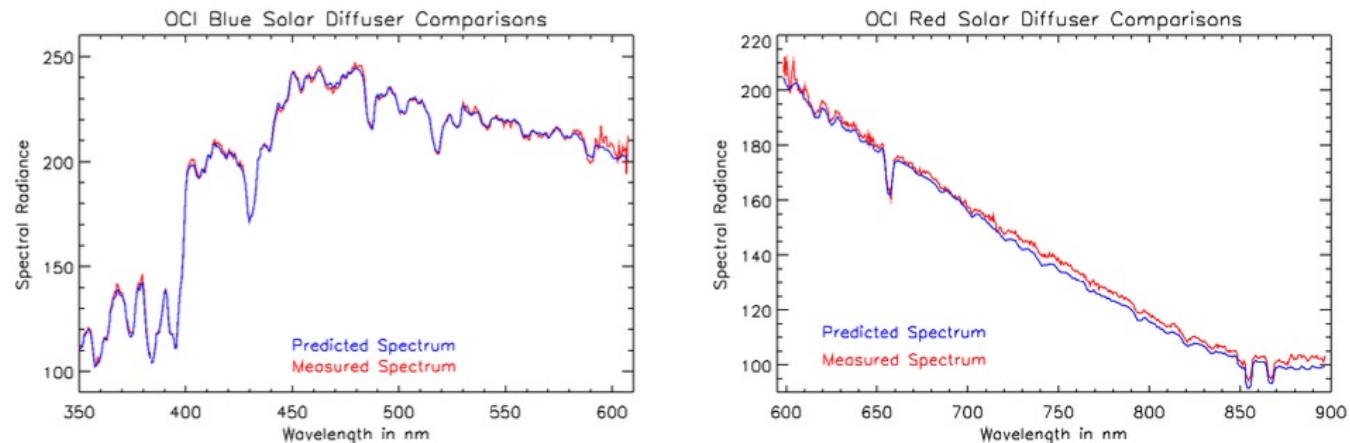 OCI Blue Solar Diffuser Comparisons
250
200
150
100
Spectral Radiance
Predicted Spectrum
Measured Spectrum
350 400 450 500 550 600
Wavelength in nm
OCI Red Solar Diffuser Comparisons
220
200
180
160
140
120
100
Spectral Radiance
Predicted Spectrum
Measured Spectrum
600 650 700 750 800 850 900
Wavelength in nm